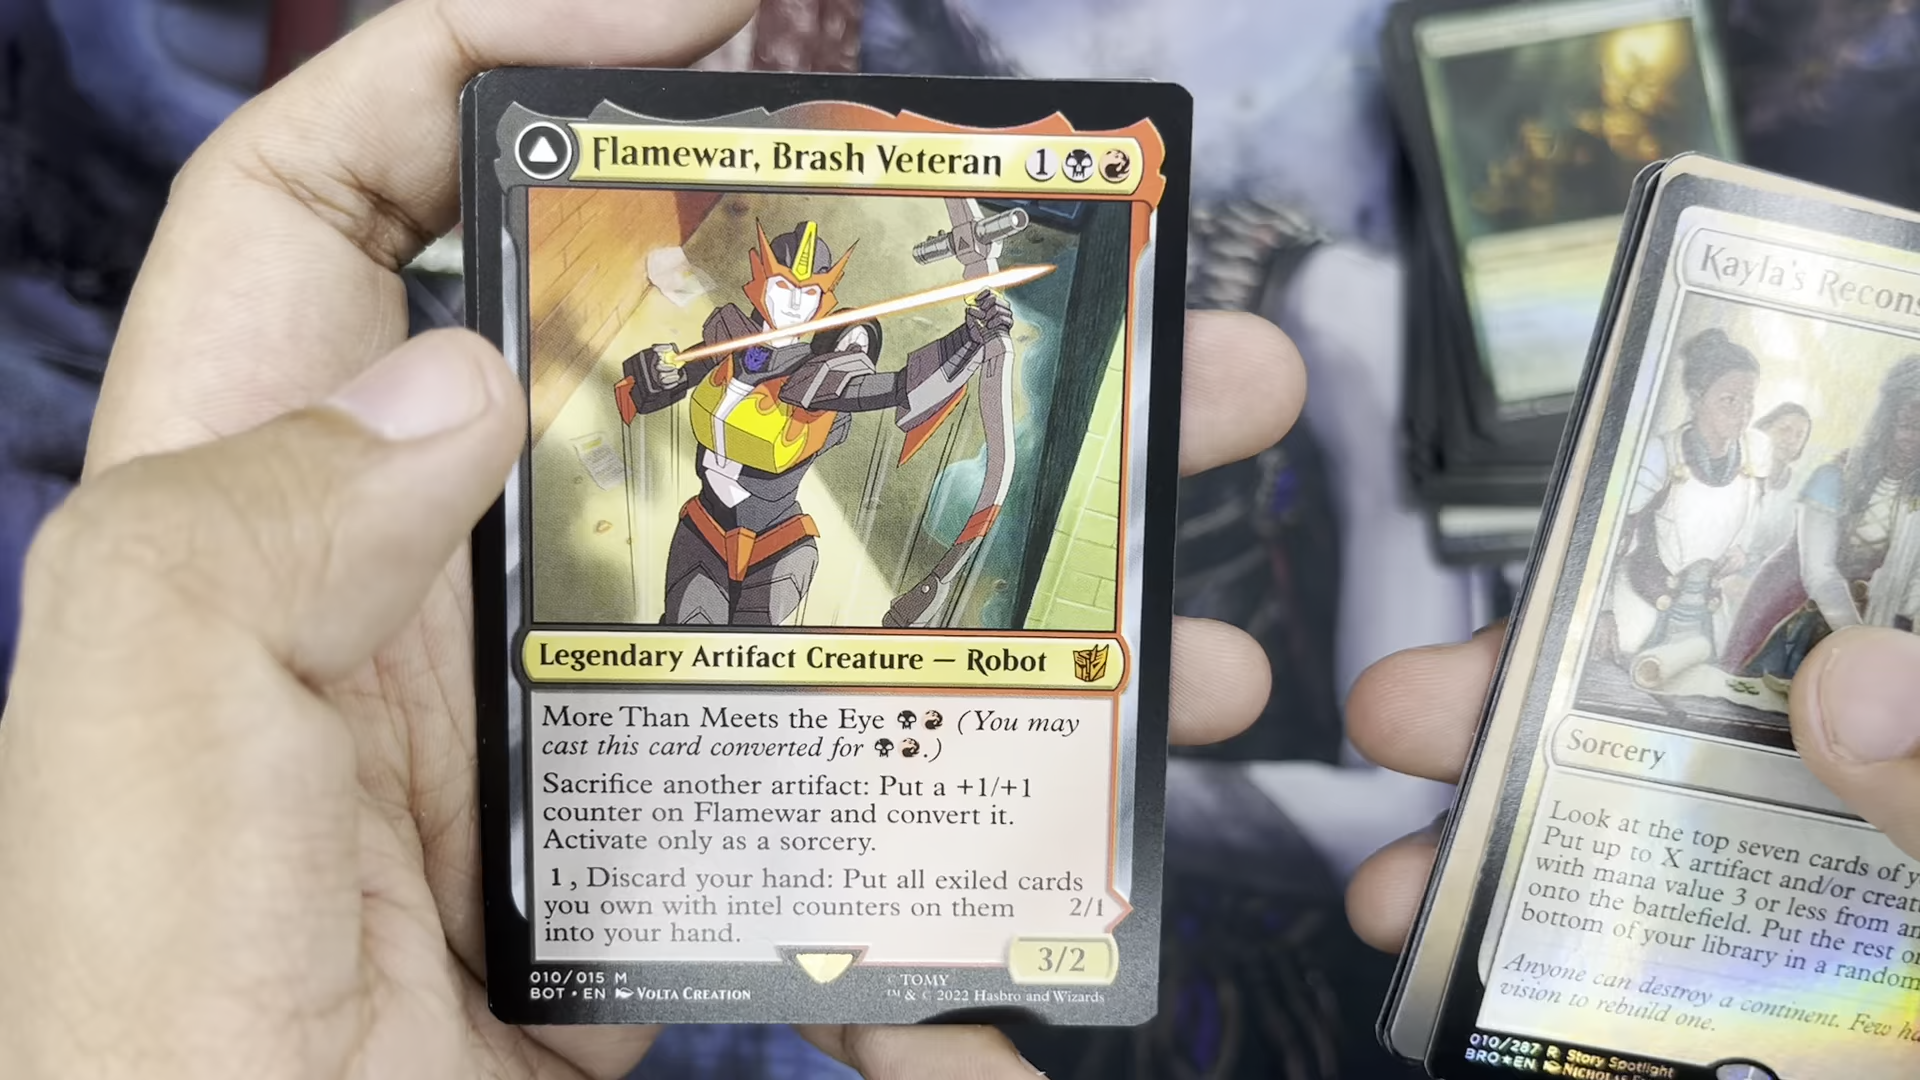 Flamewar, Brash Veteran 1
Legendary Artifact Creature — Robot
More Than Meets the Eye (You may
cast this card converted for .)
Sacrifice another artifact: Put a +1/+1
counter on Flamewar and convert it.
Activate only as a sorcery.
1, Discard your hand: Put all exiled cards
you own with intel counters on them
into your hand.
2/1
3/2
010/015 M
BOT • EN VOLTA CREATION
© TOMY
™ & © 2022 Hasbro and Wizards
Kayla's
Sorcery
Look at the top seven cards of
Put up to X artifact and/or
with mana value 3 or less from
onto the battlefield. Put the rest
bottom of your library in a random
Anyone can destroy a continent. Few
vision to rebuild one.
010/287 R Story Spotlight
BRO★EN